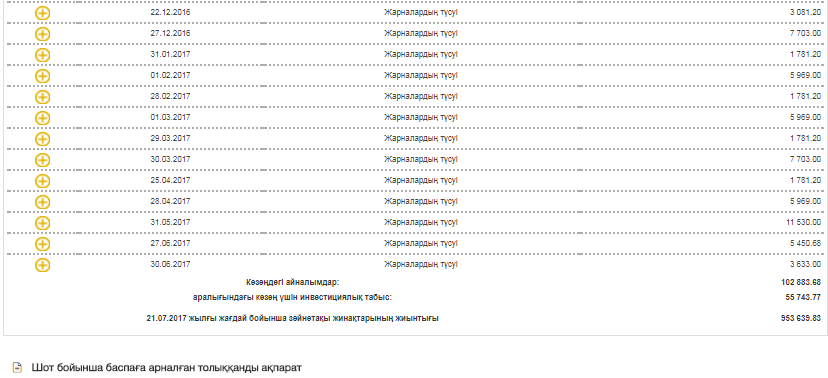 22.12.2016 Жарналардың түсуі 3 081.20
27.12.2016 Жарналардың түсуі 7 703.00
31.01.2017 Жарналардың түсуі 1 781.20
01.02.2017 Жарналардың түсуі 5 969.00
28.02.2017 Жарналардың түсуі 1 781.20
01.03.2017 Жарналардың түсуі 5 969.00
29.03.2017 Жарналардың түсуі 1 781.20
30.03.2017 Жарналардың түсуі 7 703.00
25.04.2017 Жарналардың түсуі 1 781.20
28.04.2017 Жарналардың түсуі 5 969.00
31.05.2017 Жарналардың түсуі 11 530.00
27.06.2017 Жарналардың түсуі 5 450.68
30.06.2017 Жарналардың түсуі 3 633.00
Кезеңдегі айналымдар: 102 883.68
аралығындағы кезең үшін инвестициялық табыс: 55 743.77
21.07.2017 жылғы жағдай бойынша зейнетақы жинақтарының жиынтығы 953 639.83
Шот бойынша баспаға арналған толыққанды ақпарат